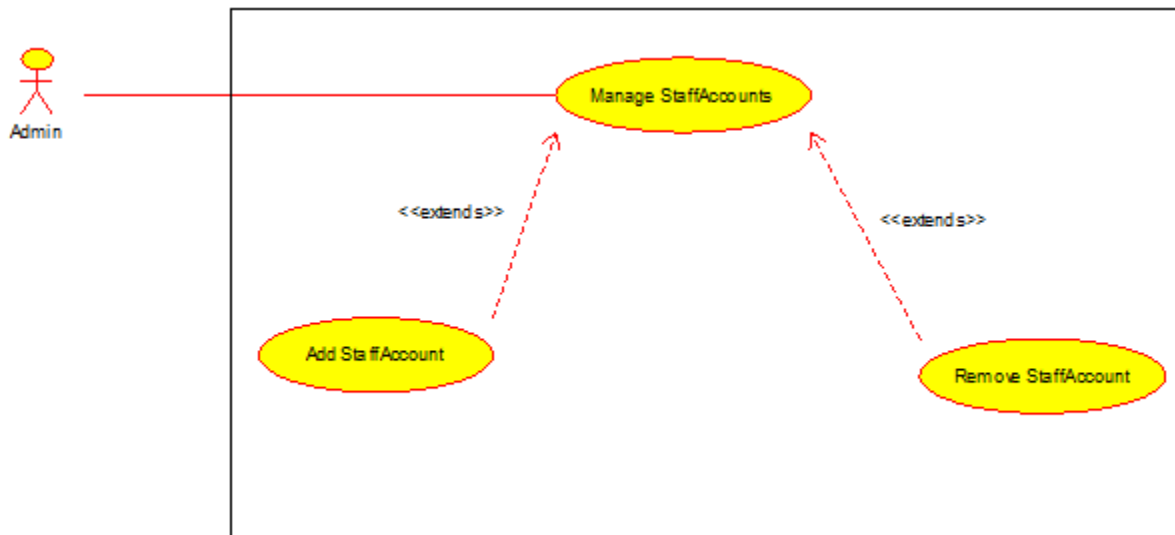 Manage StaffAccounts
Admin
<<extends>>
<<extends>>
Add StaffAccount
Remove StaffAccount